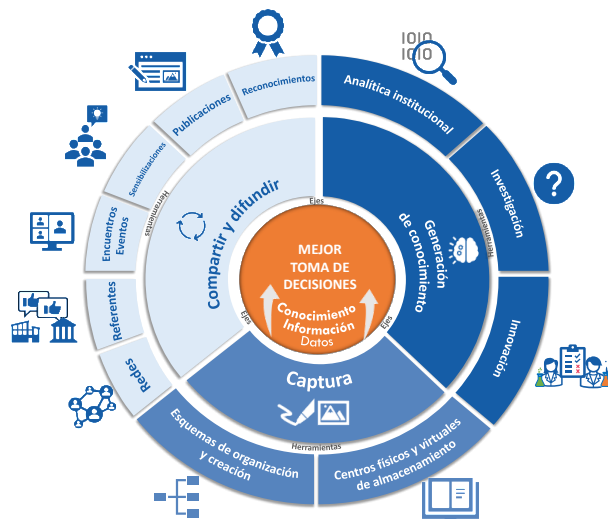 1010
1010
Reconocimientos
Publicaciones
Sensibilizaciones
Encuentros
Eventos
Referentes
Redes
Analítica institucional
Investigación
Innovación
Esquemas de organización
y creación
Centros físicos y virtuales
de almacenamiento
Herramientas
Herramientas
Herramientas
Compartir y difundir
Generación
de conocimiento
Captura
Ejes
Ejes
Ejes
MEJOR
TOMA DE
DECISIONES
Conocimiento
Información
Datos
?